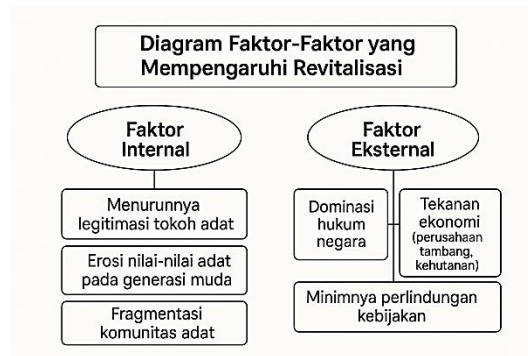 Diagram Faktor-Faktor yang
Mempengaruhi Revitalisasi
Faktor
Internal
Menurunnya
legitimasi tokoh adat
Erosi nilai-nilai adat
pada generasi muda
Fragmentasi
komunitas adat
Faktor
Eksternal
Dominasi
hukum
negara
Tekanan
ekonomi
(perusahaan
tambang,
kehutanan)
Minimnya perlindungan
kebijakan